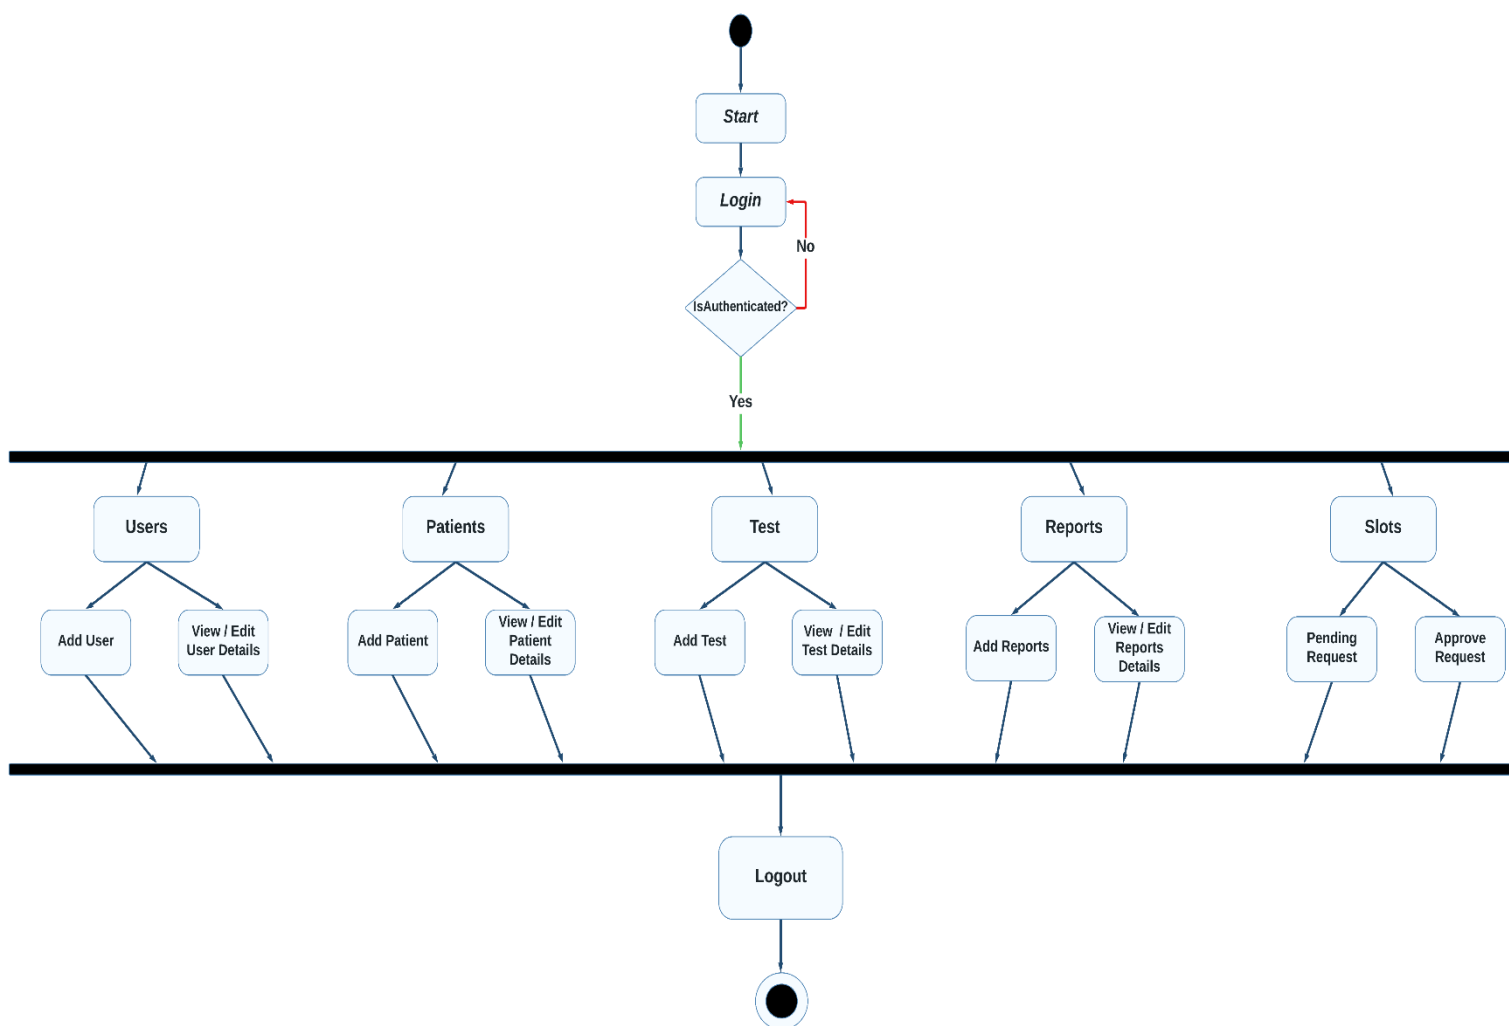 Start
Login
No
IsAuthenticated?
Yes
Users
Patients
Test
Reports
Slots
Add User
View / Edit
User Details
Add Patient
View / Edit
Patient
Details
Add Test
View / Edit
Test Details
Add Reports
View / Edit
Reports
Details
Pending
Request
Approve
Request
Logout